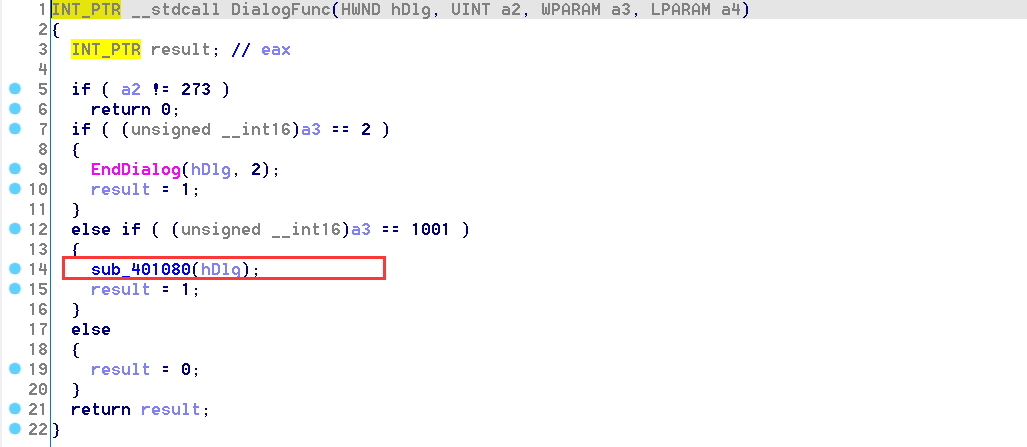 1 INT_PTR __stdcall DialogFunc(HWND hDlg, UINT a2, WPARAM a3, LPARAM a4)
2 {
3 INT_PTR result; // eax
4
5 if ( a2 != 273 )
6 return 0;
7 if ( (unsigned __int16)a3 == 2 )
8 {
9 EndDialog(hDlg, 2);
10 result = 1;
11 }
12 else if ( (unsigned __int16)a3 == 1001 )
13 {
14 sub_401080(hDlg);
15 result = 1;
16 }
17 else
18 {
19 result = 0;
20 }
21 return result;
22 }